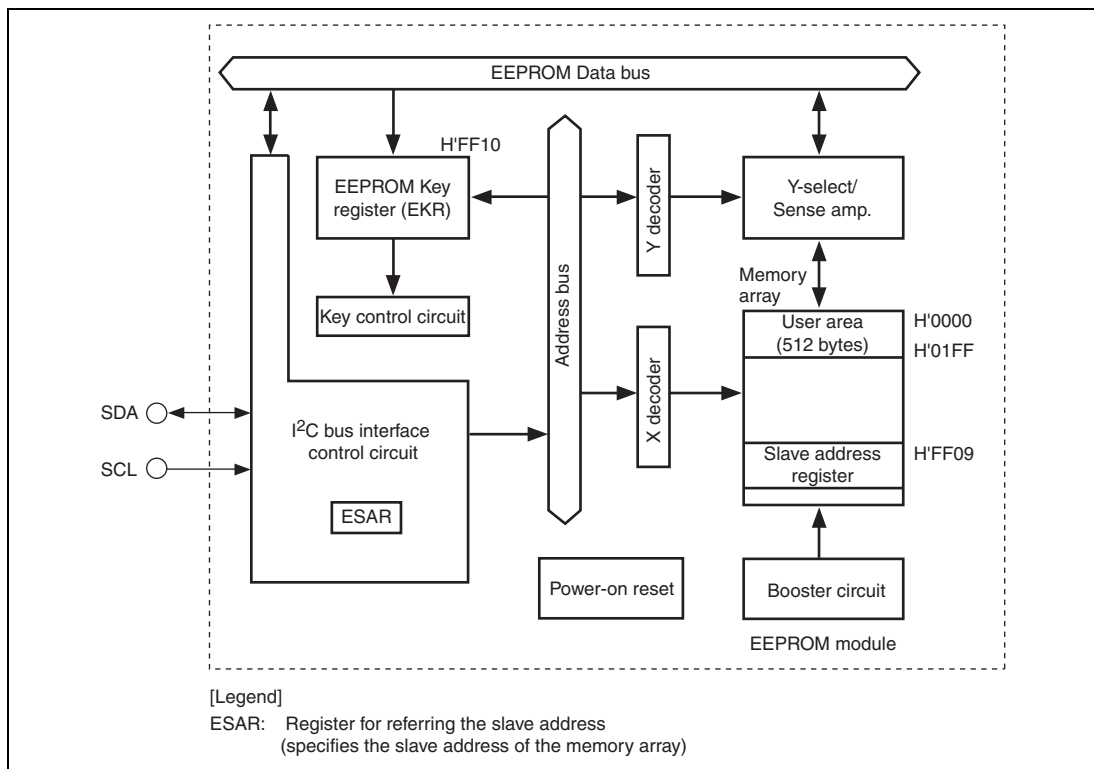 EEPROM Data bus
H'FF10
EEPROM Key
register (EKR)
Key control circuit
Address bus
Y decoder
Y-select/
Sense amp.
Memory
array
User area
(512 bytes)
H'0000
H'01FF
X decoder
Slave address
register
H'FF09
SDA
SCL
I²C bus interface
control circuit
ESAR
Power-on reset
Booster circuit
EEPROM module
[Legend]
ESAR: Register for referring the slave address
(specifies the slave address of the memory array)